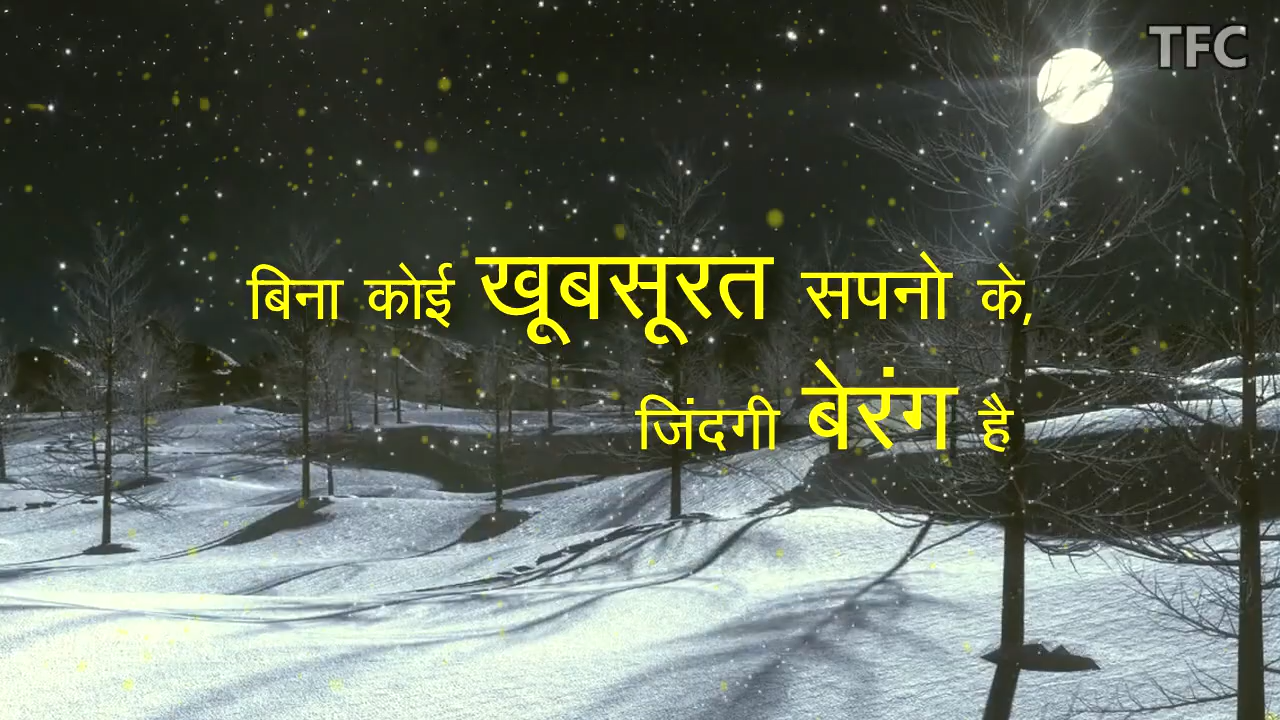 TFC
बिना कोई खूबसूरत सपनो के,
जिंदगी बेरंग है